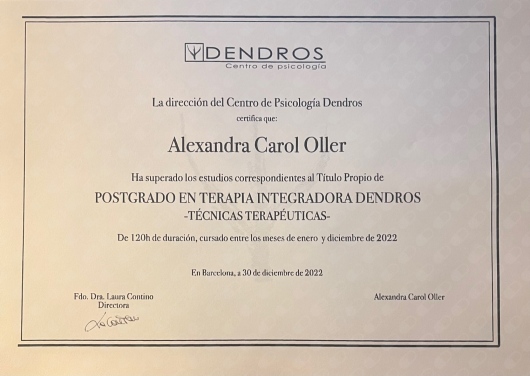 DENDROS
Centro de psicología
La dirección del Centro de Psicología Dendros
certifica que:
Alexandra Carol Oller
Ha superado los estudios correspondientes al Título Propio de
POSTGRADO EN TERAPIA INTEGRADORA DENDROS
-TÉCNICAS TERAPÉUTICAS-
De 120h de duración, cursado entre los meses de enero y diciembre de 2022
En Barcelona, a 30 de diciembre de 2022
Fdo. Dra. Laura Contino
Alexandra Carol Oller
Directora